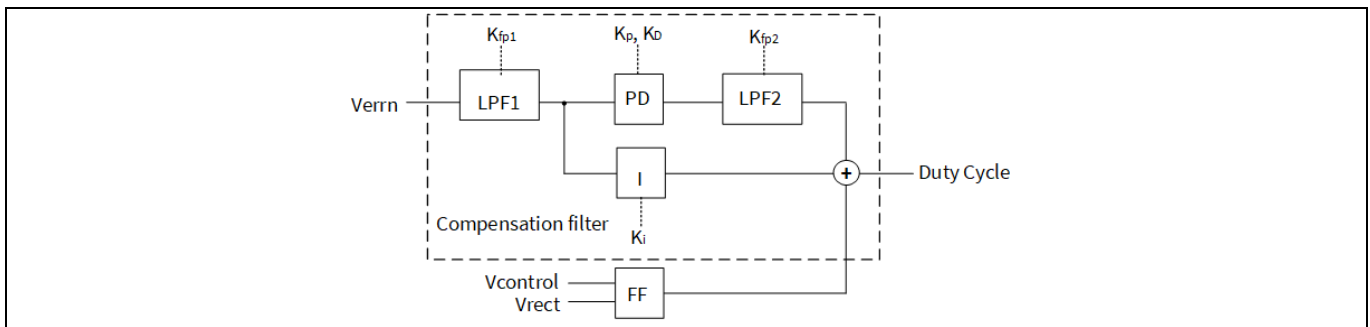 Kfp1
Kp, KD
Kfp2
Verrn
LPF1
PD
LPF2
I
+
Duty Cycle
Compensation filter
Ki
Vcontrol
Vrect
FF